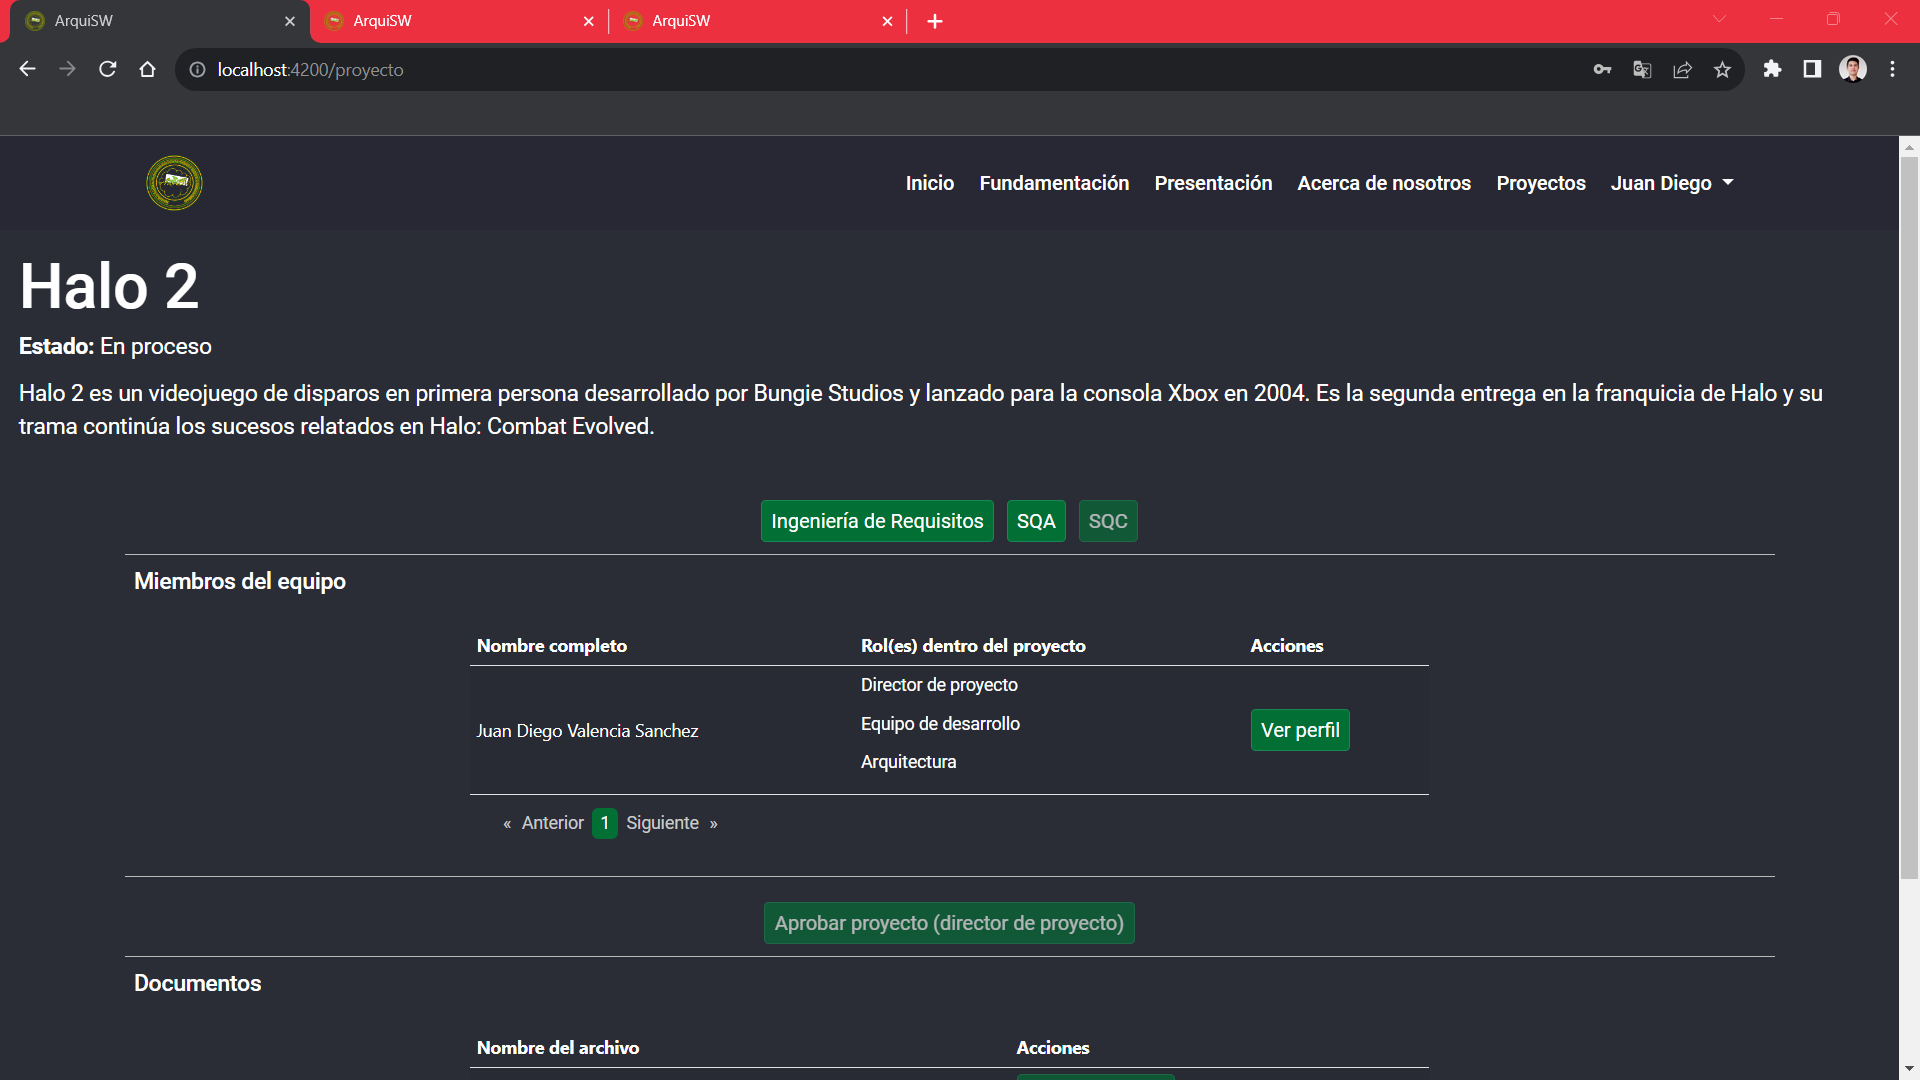 ArquiSW
ArquiSW
ArquiSW
localhost:4200/proyecto
Inicio Fundamentación Presentación Acerca de nosotros Proyectos Juan Diego
Halo 2
Estado: En proceso
Halo 2 es un videojuego de disparos en primera persona desarrollado por Bungie Studios y lanzado para la consola Xbox en 2004. Es la segunda entrega en la franquicia de Halo y su
trama continúa los sucesos relatados en Halo: Combat Evolved.
Ingeniería de Requisitos SQA SQC
Miembros del equipo
Nombre completo Rol(es) dentro del proyecto Acciones
Director de proyecto
Equipo de desarrollo
Juan Diego Valencia Sanchez Ver perfil
Arquitectura
« Anterior 1 Siguiente »
Aprobar proyecto (director de proyecto)
Documentos
Nombre del archivo Acciones